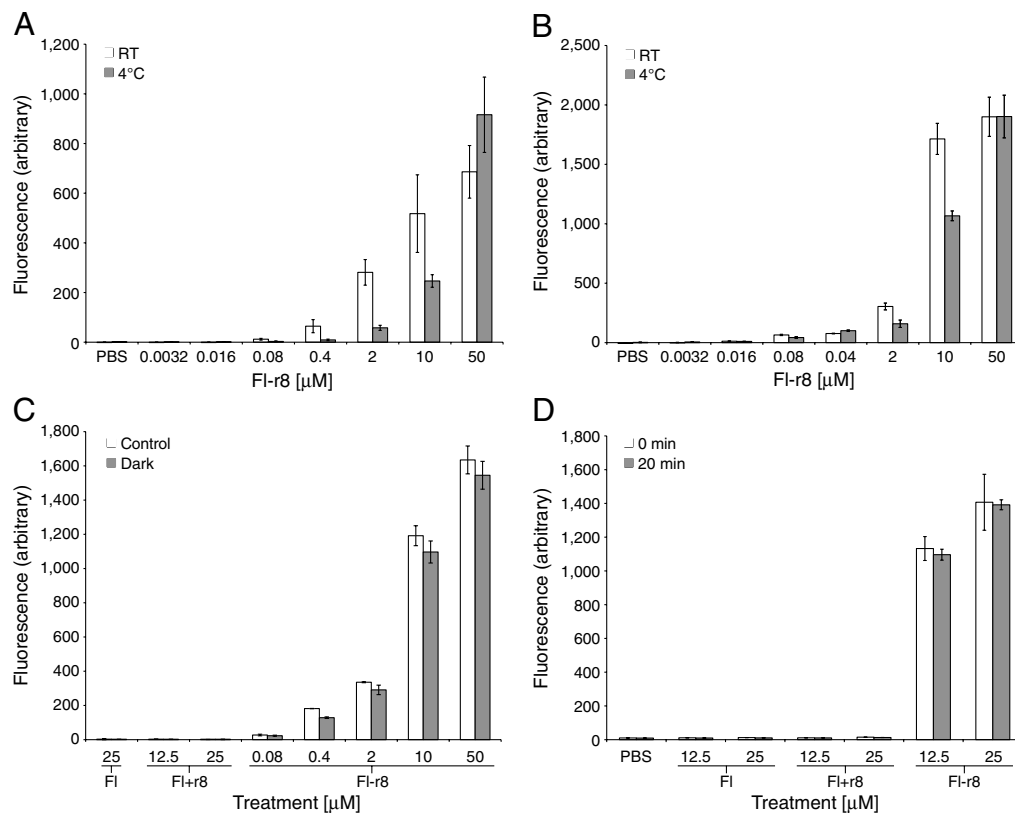 A
1,200
1,000
800
600
400
200
0
Fluorescence (arbitrary)
RT
4°C
PBS 0.0032 0.016 0.08 0.4 2 10 50
Fl-r8 [μM]
B
2,500
2,000
1,500
1,000
500
0
Fluorescence (arbitrary)
RT
4°C
PBS 0.0032 0.016 0.08 0.04 2 10 50
Fl-r8 [μM]
C
1,800
1,600
1,400
1,200
1,000
800
600
400
200
0
Fluorescence (arbitrary)
Control
Dark
25 12.5 25 0.08 0.4 2 10 50
Fl Fl+r8 Fl-r8
Treatment [μM]
D
1,800
1,600
1,400
1,200
1,000
800
600
400
200
0
Fluorescence (arbitrary)
0 min
20 min
PBS 12.5 25 12.5 25 12.5 25
Fl Fl+r8 Fl-r8
Treatment [μM]